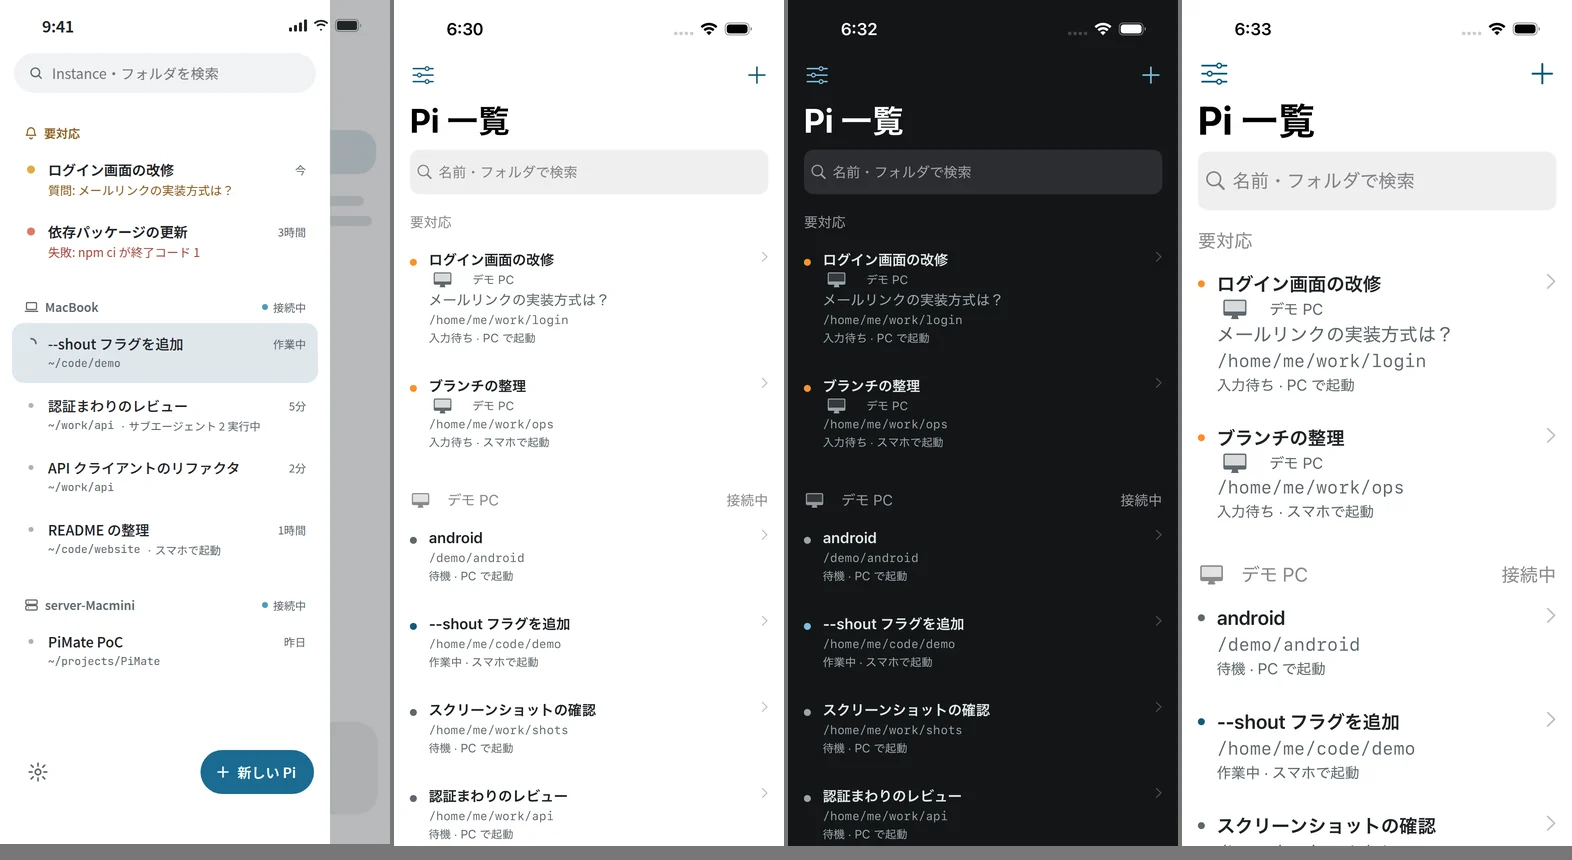 9:41
Instance・フォルダを検索
要対応
ログイン画面の改修 今
質問: メールリンクの実装方式は？
依存パッケージの更新 3時間
失敗: npm ci が終了コード 1
MacBook 接続中
--shout フラグを追加 作業中
~/code/demo
認証まわりのレビュー 5分
~/work/api · サブエージェント 2 実行中
API クライアントのリファクタ 2分
~/work/api
README の整理 1時間
~/code/website · スマホで起動
server-Macmini 接続中
PiMate PoC 昨日
~/projects/PiMate
+ 新しい Pi
6:30
Pi 一覧
名前・フォルダで検索
要対応
ログイン画面の改修
デモ PC
メールリンクの実装方式は？
/home/me/work/login
入力待ち · PC で起動
ブランチの整理
デモ PC
/home/me/work/ops
入力待ち · スマホで起動
デモ PC 接続中
android
/demo/android
待機 · PC で起動
--shout フラグを追加
/home/me/code/demo
作業中 · スマホで起動
スクリーンショットの確認
/home/me/work/shots
待機 · PC で起動
認証まわりのレビュー
/home/me/work/api
待機 · PC で起動
6:32
Pi 一覧
名前・フォルダで検索
要対応
ログイン画面の改修
デモ PC
メールリンクの実装方式は？
/home/me/work/login
入力待ち · PC で起動
ブランチの整理
デモ PC
/home/me/work/ops
入力待ち · スマホで起動
デモ PC 接続中
android
/demo/android
待機 · PC で起動
--shout フラグを追加
/home/me/code/demo
作業中 · スマホで起動
スクリーンショットの確認
/home/me/work/shots
待機 · PC で起動
認証まわりのレビュー
/home/me/work/api
待機 · PC で起動
6:33
Pi 一覧
名前・フォルダで検索
要対応
ログイン画面の改修
デモ PC
メールリンクの実装方式は？
/home/me/work/login
入力待ち · PC で起動
ブランチの整理
デモ PC
/home/me/work/ops
入力待ち · スマホで起動
デモ PC 接続中
android
/demo/android
待機 · PC で起動
--shout フラグを追加
/home/me/code/demo
作業中 · スマホで起動
スクリーンショットの確認